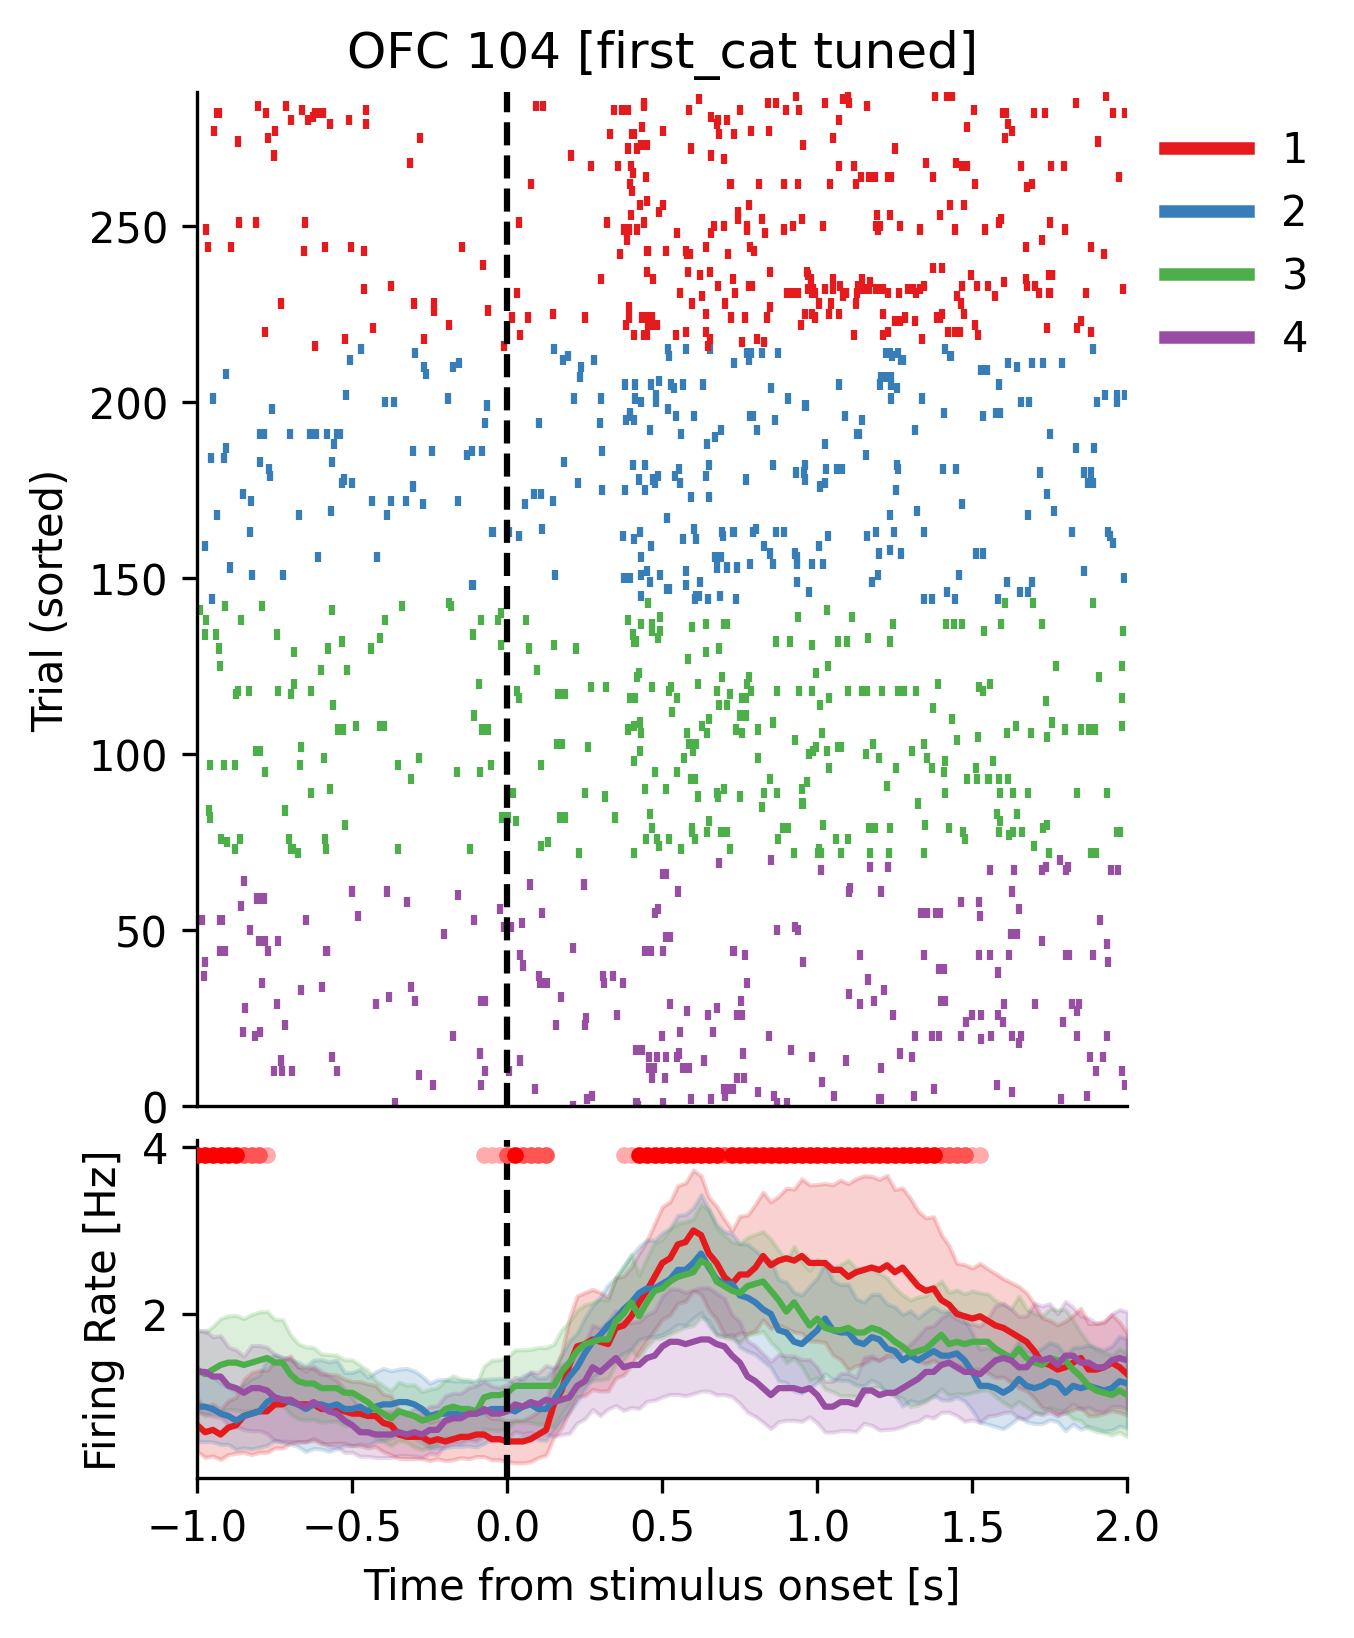 OFC 104 [first_cat tuned]
1
2
3
4
Trial (sorted)
250
200
150
100
50
0
Firing Rate [Hz]
4
2
−1.0 −0.5 0.0 0.5 1.0 1.5 2.0
Time from stimulus onset [s]